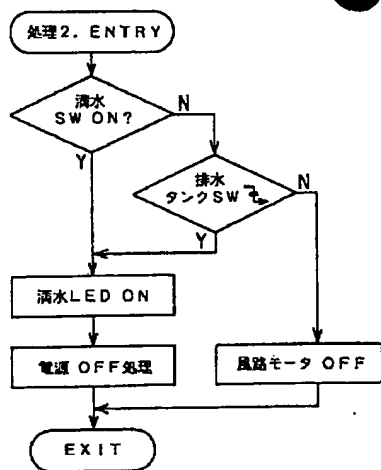 処理2. ENTRY
満水
SW ON?
N
Y
排水
タンクSW
N
Y
満水LED ON
電源 OFF処理
風路モータ OFF
EXIT